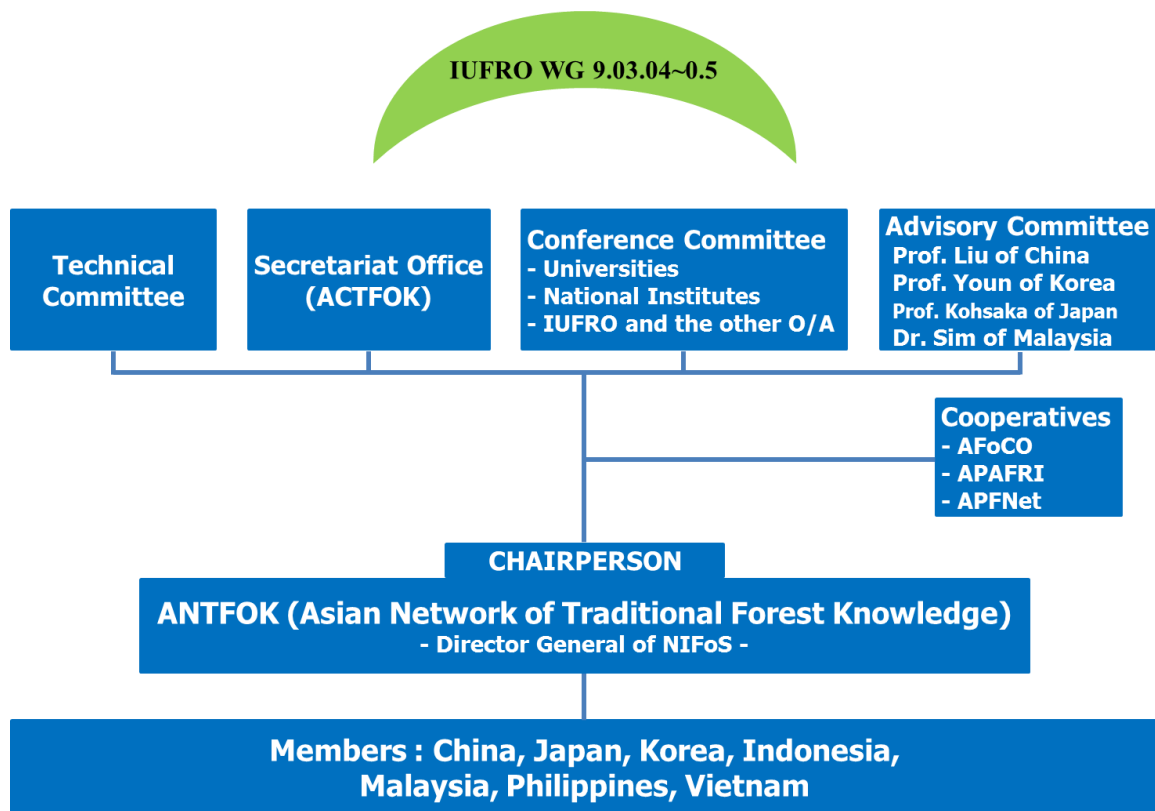 IUFRO WG 9.03.04~0.5
Technical
Committee
Secretariat Office
(ACTFOK)
Conference Committee
- Universities
- National Institutes
- IUFRO and the other O/A
Advisory Committee
Prof. Liu of China
Prof. Youn of Korea
Prof. Kohsaka of Japan
Dr. Sim of Malaysia
Cooperatives
- AFoCO
- APAFRI
- APFNet
CHAIRPERSON
ANTFOK (Asian Network of Traditional Forest Knowledge)
- Director General of NIFoS -
Members : China, Japan, Korea, Indonesia,
Malaysia, Philippines, Vietnam